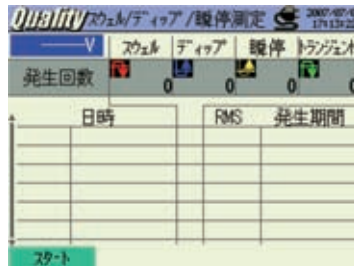 Quality スウェル/ディップ/瞬停測定
V スウェル ディップ 瞬停 トランジェント
発生回数 0 0 0 0
日時 RMS 発生期間
スタート